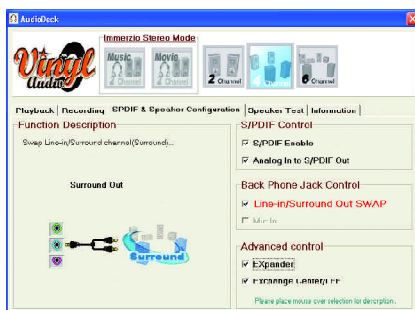 AudioDeck
Immerzio Stereo Mode
Vinyl
Audio
Music
Movie
2 Channel
4 Channel
6 Channel
Playback
Recording
SPDIF & Speaker Configuration
Speaker Test
Information
Function Description
Swap Line-in/Surround channel(Surround)...
Surround Out
Surround
S/PDIF Control
S/PDIF Enable
Analog In to S/PDIF Out
Back Phone Jack Control
Line-in/Surround Out SWAP
Mic In
Advanced control
EXpander
Exchange Center/LFE
Please place mouse over selection for decorption.